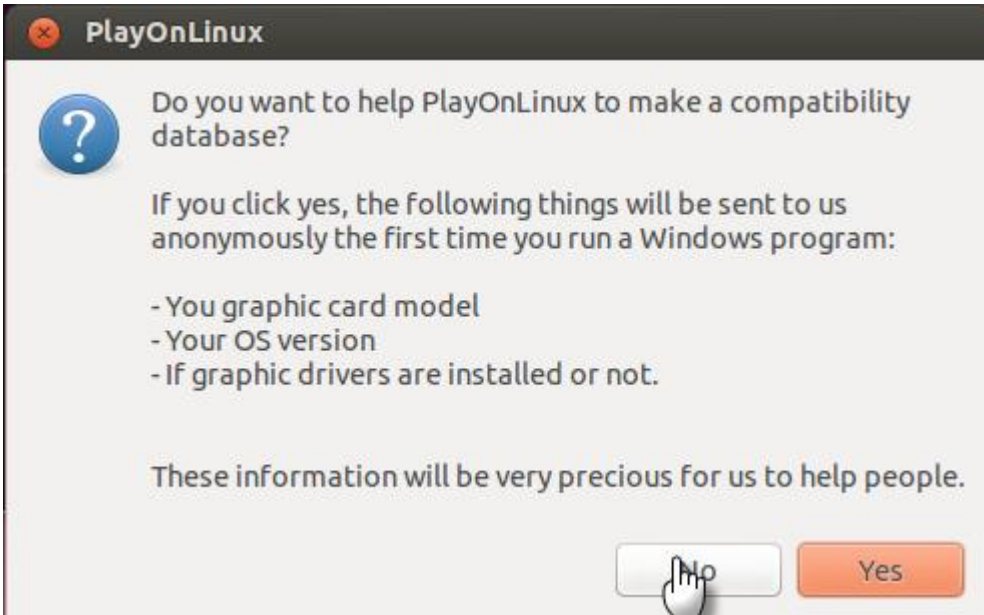 PlayOnLinux
Do you want to help PlayOnLinux to make a compatibility
database?
If you click yes, the following things will be sent to us
anonymously the first time you run a Windows program:
- You graphic card model
- Your OS version
- If graphic drivers are installed or not.
These information will be very precious for us to help people.
No
Yes